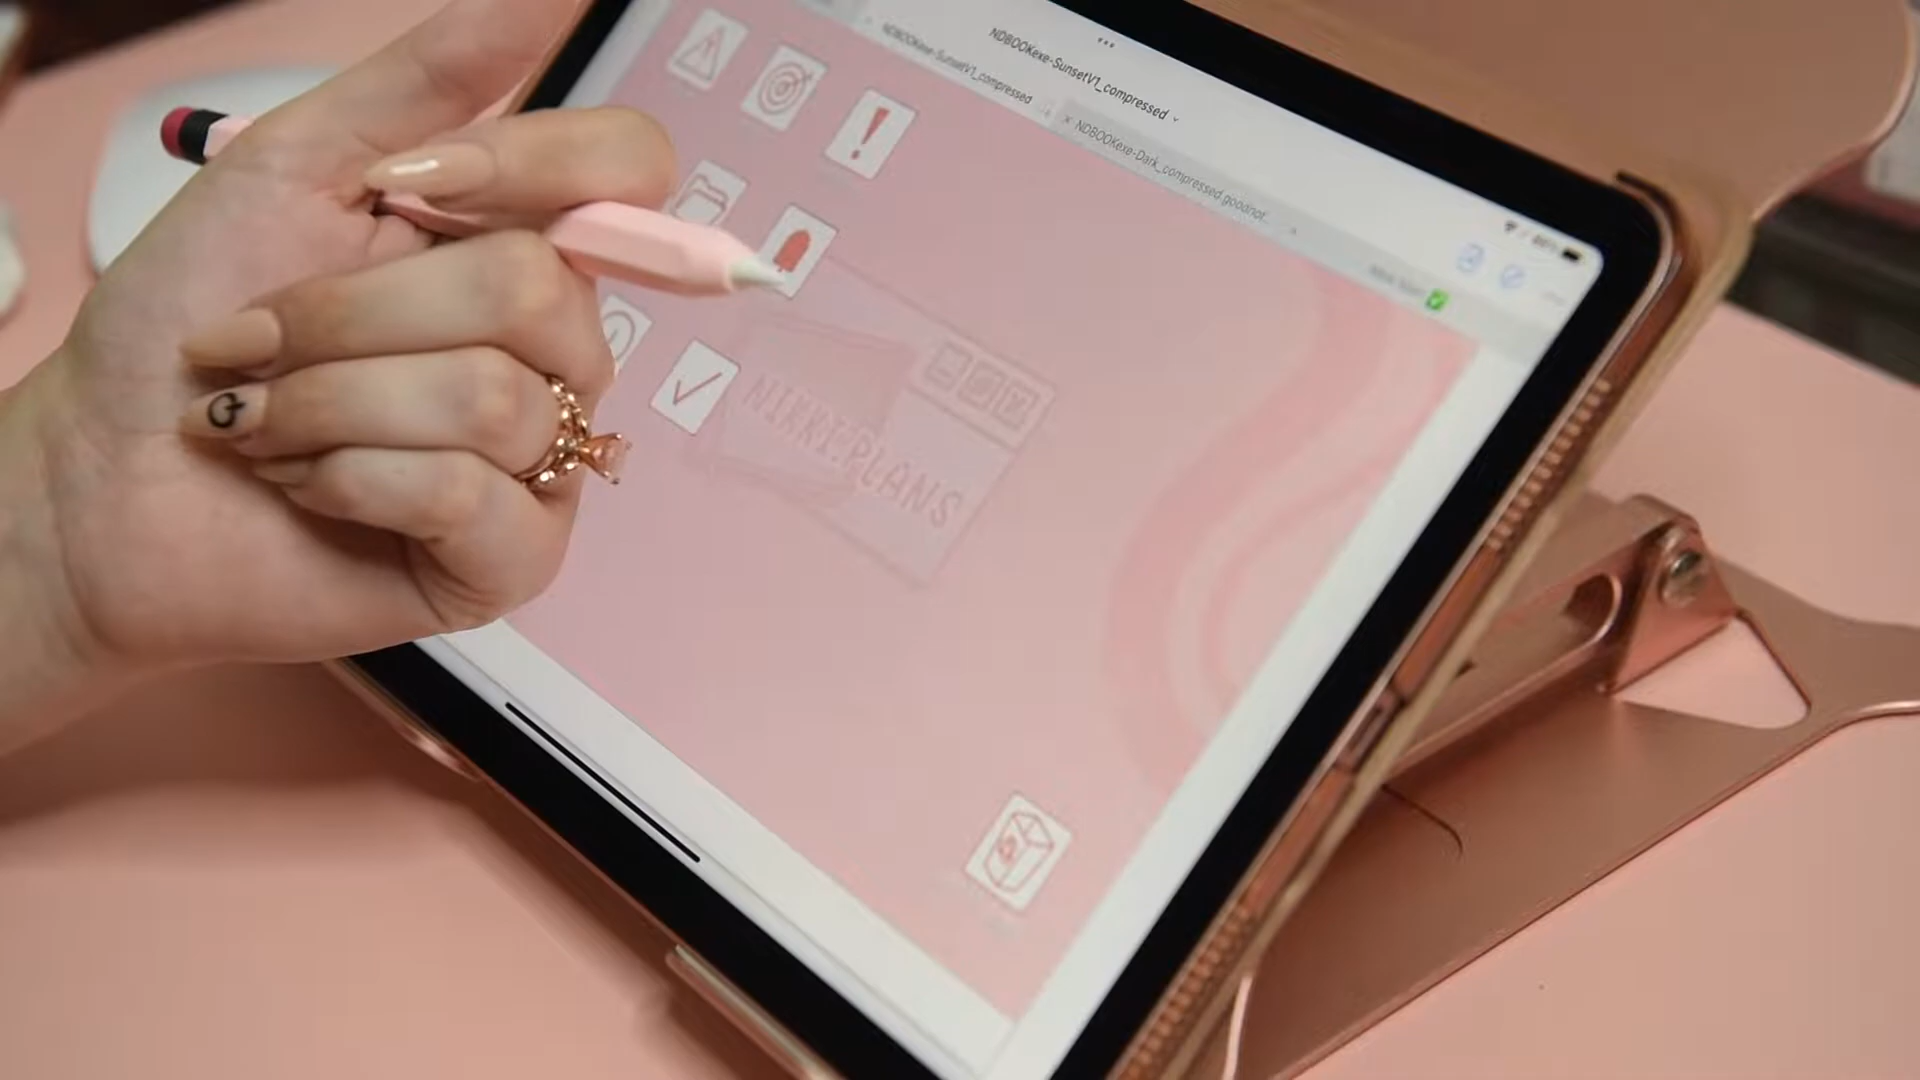 NDBOOKexe-SunsetV1_compressed
NDBOOKexe-SunsetV1_compressed
NDBOOKexe-Dark_compressed.goodnot...
NIKKI.PLANS